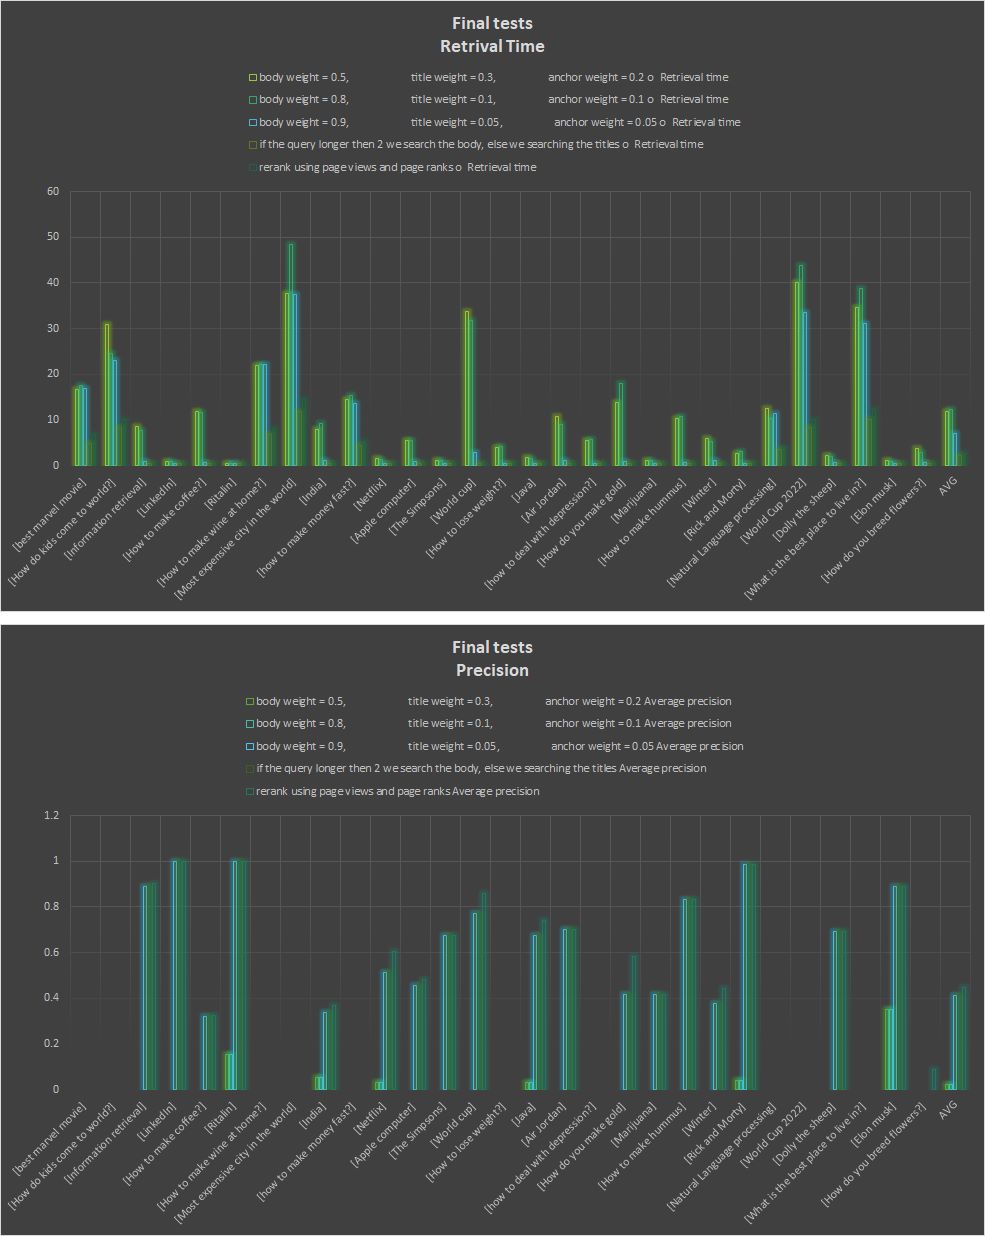 Final tests
Retrival Time
body weight = 0.5, title weight = 0.3, anchor weight = 0.2 o Retrieval time
body weight = 0.8, title weight = 0.1, anchor weight = 0.1 o Retrieval time
body weight = 0.9, title weight = 0.05, anchor weight = 0.05 o Retrieval time
if the query longer then 2 we search the body, else we searching the titles o Retrieval time
rerank using page views and page ranks o Retrieval time
60
50
40
30
20
10
0
[best marvel movie]
[How do kids come to world?]
[Information retrieval]
[LinkedIn]
[How to make coffee?]
[Ritalin]
[How to make wine at home?]
[Most expensive city in the world]
[India]
[how to make money fast?]
[Netflix]
[Apple computer]
[The Simpsons]
[World cup]
[How to lose weight?]
[Java]
[Air Jordan]
[how to deal with depression?]
[How do you make gold]
[Marijuana]
[How to make hummus]
[Winter]
[Rick and Morty]
[Natural Language processing]
[World Cup 2022]
[Dolly the sheep]
[What is the best place to live in?]
[Elon musk]
[How do you breed flowers?]
AVG
Final tests
Precision
body weight = 0.5, title weight = 0.3, anchor weight = 0.2 Average precision
body weight = 0.8, title weight = 0.1, anchor weight = 0.1 Average precision
body weight = 0.9, title weight = 0.05, anchor weight = 0.05 Average precision
if the query longer then 2 we search the body, else we searching the titles Average precision
rerank using page views and page ranks Average precision
1.2
1
0.8
0.6
0.4
0.2
0
[best marvel movie]
[How do kids come to world?]
[Information retrieval]
[LinkedIn]
[How to make coffee?]
[Ritalin]
[How to make wine at home?]
[Most expensive city in the world]
[India]
[how to make money fast?]
[Netflix]
[Apple computer]
[The Simpsons]
[World cup]
[How to lose weight?]
[Java]
[Air Jordan]
[how to deal with depression?]
[How do you make gold]
[Marijuana]
[How to make hummus]
[Winter]
[Rick and Morty]
[Natural Language processing]
[World Cup 2022]
[Dolly the sheep]
[What is the best place to live in?]
[Elon musk]
[How do you breed flowers?]
AVG